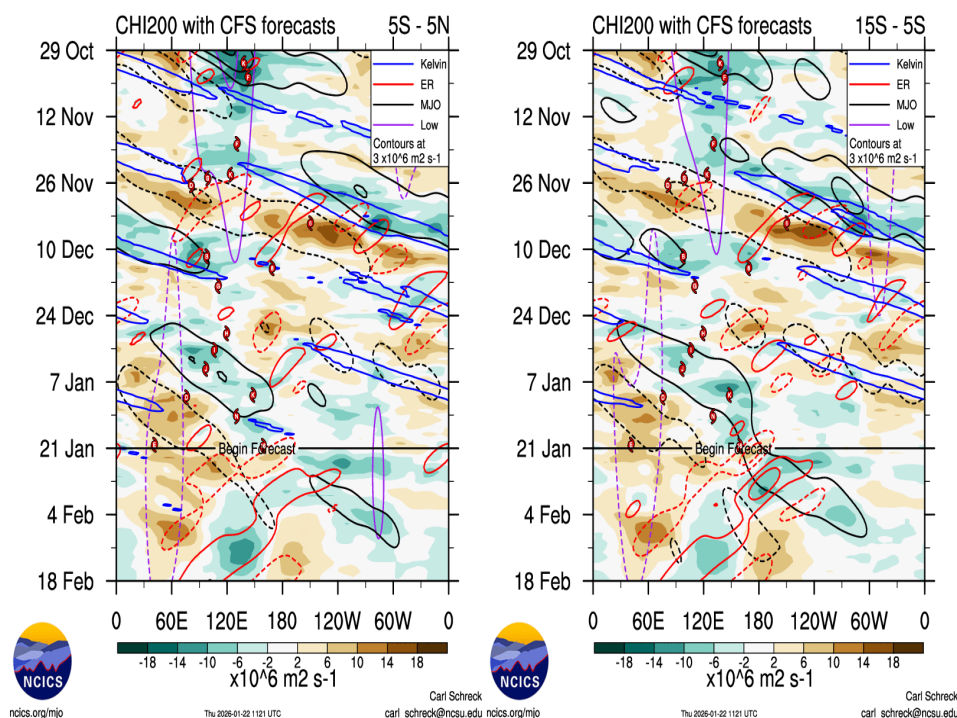 CHI200 with CFS forecasts 5S - 5N
29 Oct
12 Nov
26 Nov
10 Dec
24 Dec
7 Jan
21 Jan
4 Feb
18 Feb
Kelvin
ER
MJO
Low
Contours at
3 x10^6 m2 s-1
Begin Forecast
0 60E 120E 180 120W 60W 0
-18 -14 -10 -6 -2 2 6 10 14 18
x10^6 m2 s-1
NCICS
Carl Schreck
ncics.org/mjo Thu 2026-01-22 1121 UTC carl_schreck@ncsu.edu
CHI200 with CFS forecasts 15S - 5S
29 Oct
12 Nov
26 Nov
10 Dec
24 Dec
7 Jan
21 Jan
4 Feb
18 Feb
Kelvin
ER
MJO
Low
Contours at
3 x10^6 m2 s-1
Begin Forecast
0 60E 120E 180 120W 60W 0
-18 -14 -10 -6 -2 2 6 10 14 18
x10^6 m2 s-1
NCICS
Carl Schreck
ncics.org/mjo Thu 2026-01-22 1121 UTC carl_schreck@ncsu.edu